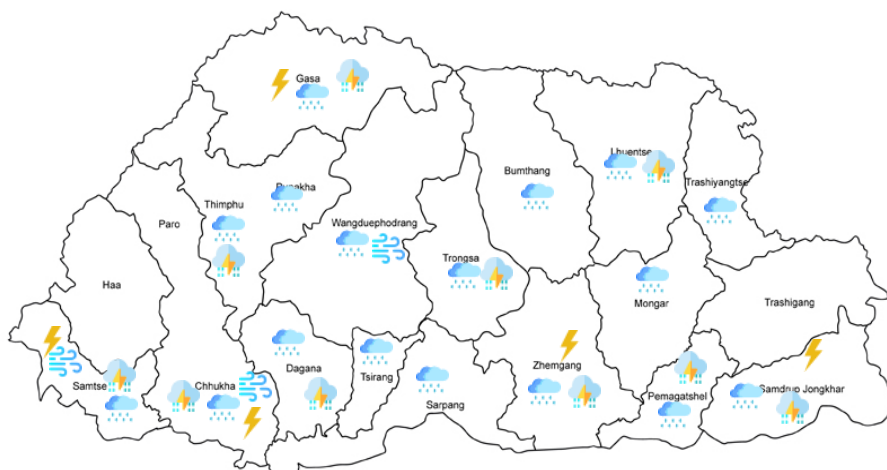 Gasa
Lhuentse
Bumthang
Trashiyangtse
Punakha
Thimphu
Paro
Wangduephodrang
Trongsa
Haa
Mongar
Trashigang
Dagana
Tsirang
Zhemgang
Samtse
Chhukha
Sarpang
Pemagatshel
Samdrup Jongkhar